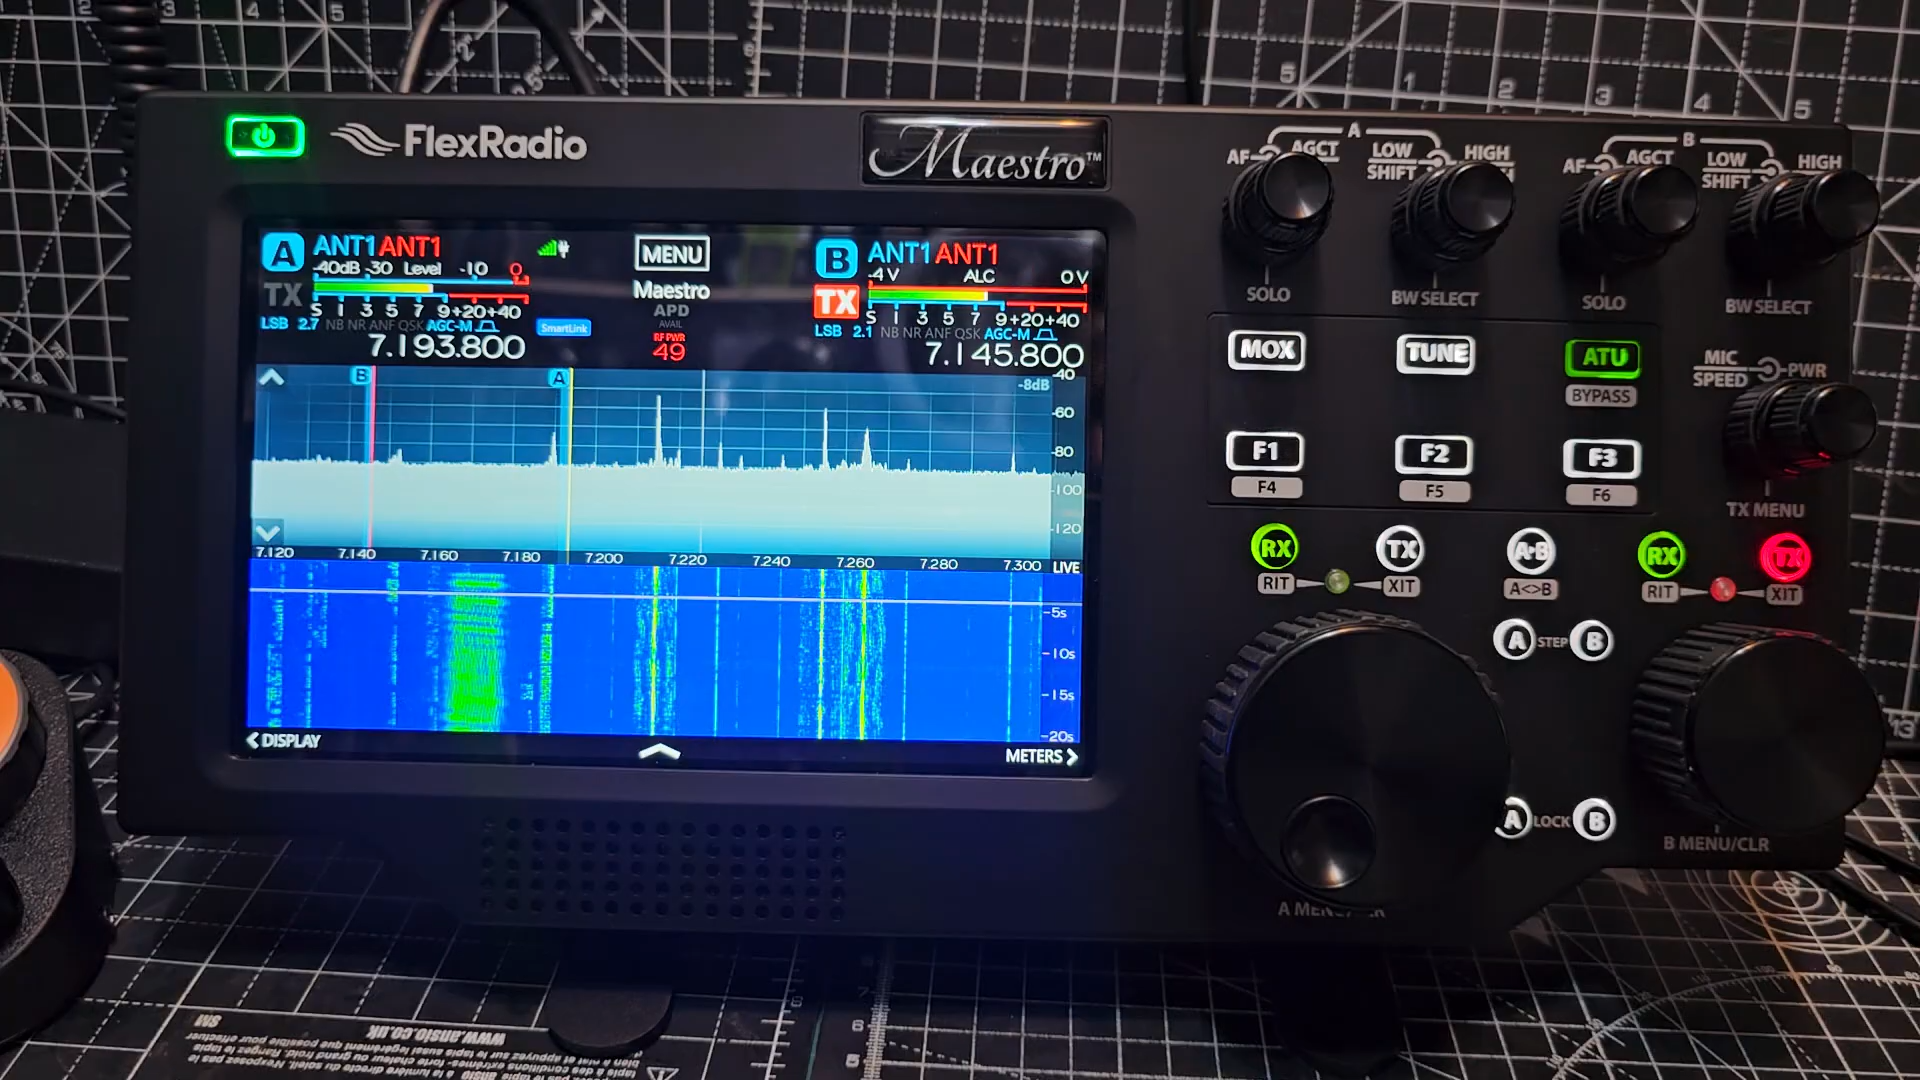 FlexRadio
Maestro™
A
AF AGCT LOW SHIFT HIGH
B
AF AGCT LOW SHIFT HIGH
SOLO
BW SELECT
SOLO
BW SELECT
A ANT1 ANT1
-40dB -30 Level -10 0
TX
S 1 3 5 7 9 +20 +40
LSB 2.7 NB NR ANF QSK AGC-M
7.193.800
SmartLink
MENU
Maestro
APD
AVAIL
RF PWR
49
B ANT1 ANT1
-4 V ALC 0 V
TX
S 1 3 5 7 9 +20 +40
LSB 2.1 NB NR ANF QSK AGC-M
7.145.800
B
A
-8dB
-40
-60
-80
-100
-120
7.120 7.140 7.160 7.180 7.200 7.220 7.240 7.260 7.280 7.300 LIVE
-5s
-10s
-15s
-20s
DISPLAY
METERS
MOX
TUNE
ATU
BYPASS
MIC SPEED
PWR
F1
F4
F2
F5
F3
F6
TX MENU
RX
TX
A▸B
RX
TX
RIT
XIT
A<>B
RIT
XIT
A STEP B
A LOCK B
B MENU/CLR
www.ansio.co.uk